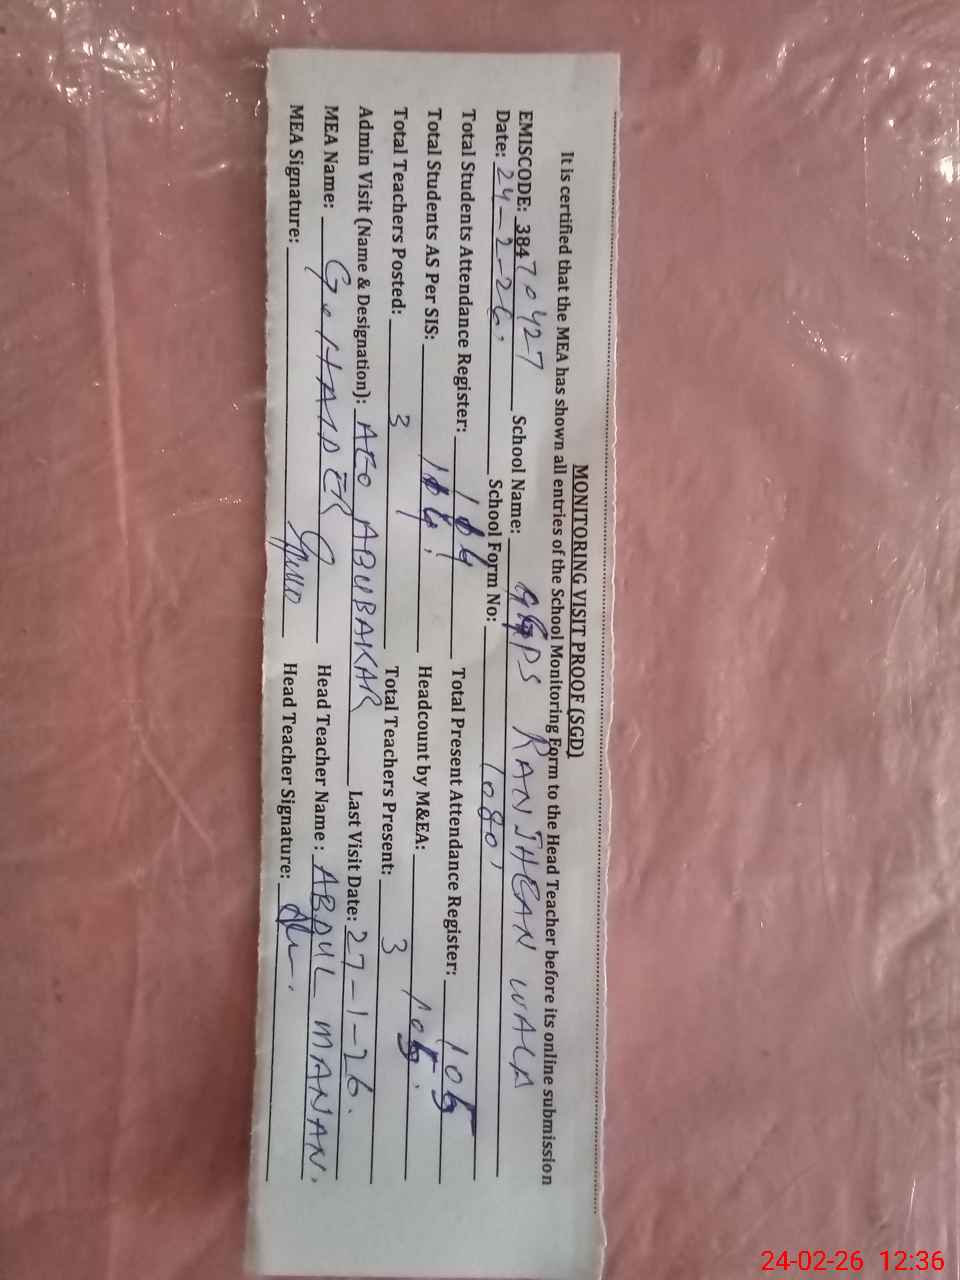 MONITORING VISIT PROOF (SGD)
It is certified that the MEA has shown all entries of the School Monitoring Form to the Head Teacher before its online submission
EMISCODE: 38470427 School Name: PS RANJHEAN WALA
Date: 24-2-26. School Form No: 1080
Total Students Attendance Register: Total Present Attendance Register: 105
Total Students AS Per SIS: Headcount by M&EA: 105.
Total Teachers Posted: 3 Total Teachers Present: 3
Admin Visit (Name & Designation): AEO ABUBAKAR Last Visit Date: 27-1-26.
MEA Name: G. HAIDER Head Teacher Name : ABDUL MANAN.
MEA Signature: Head Teacher Signature:
24-02-26 12:36